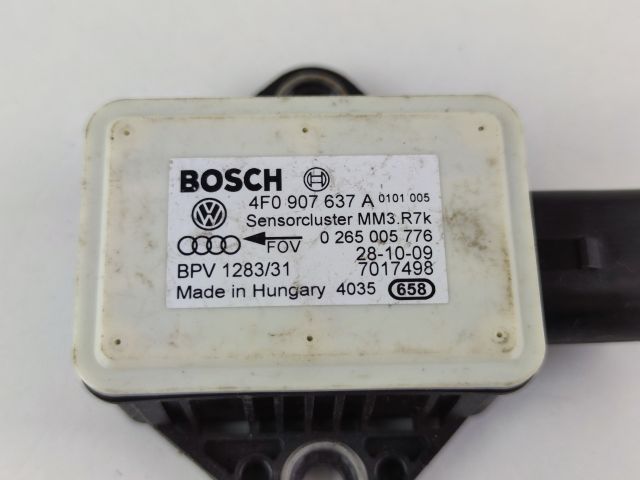 BOSCH
4F0 907 637 A 0101 005
Sensorcluster MM3.R7k
FOV 0 265 005 776
28-10-09
BPV 1283/31 7017498
Made in Hungary 4035 658